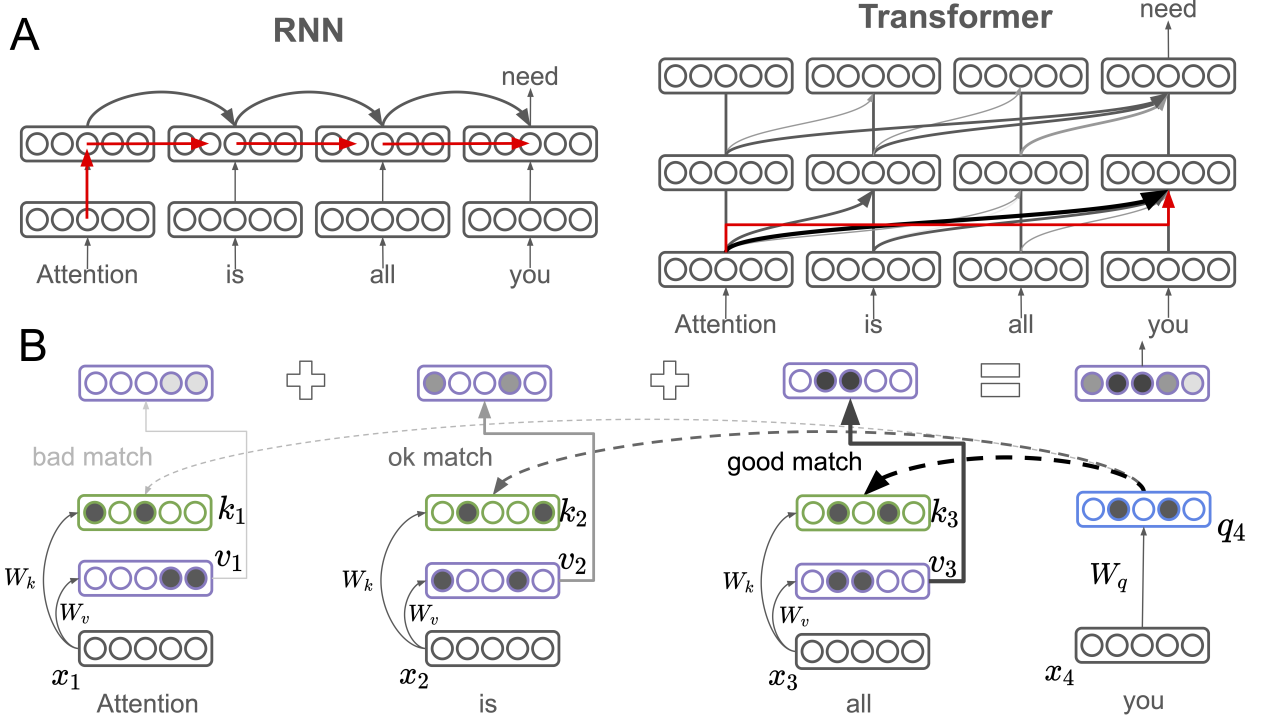 A
RNN
need
Attention is all you
Transformer
need
Attention is all you
B
bad match
ok match
good match
k₁
k₂
k₃
q₄
v₁
v₂
v₃
Wₖ
Wᵥ
Wₖ
Wᵥ
Wₖ
Wᵥ
W_q
x₁
x₂
x₃
x₄
Attention is all you